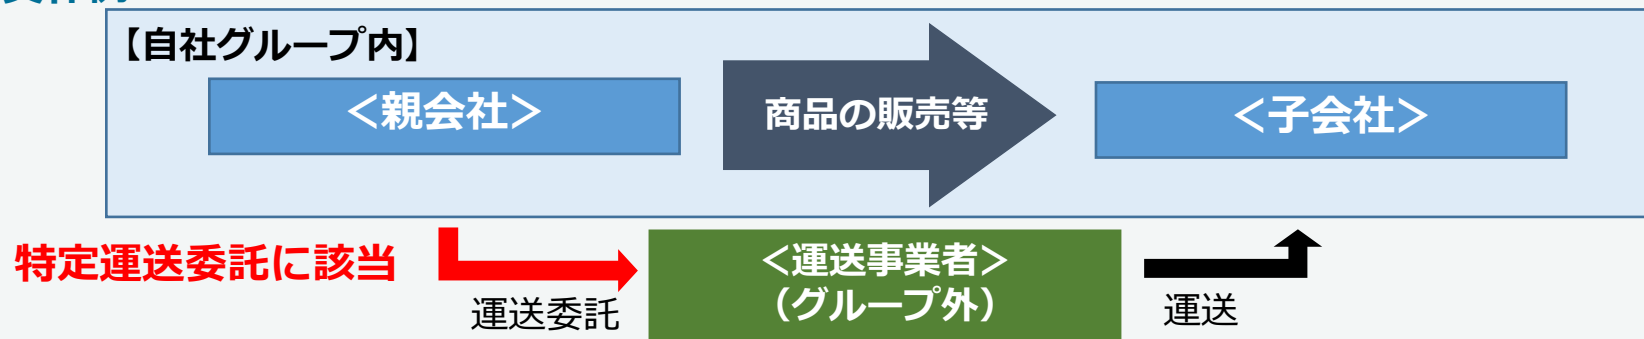 【自社グループ内】
＜親会社＞
商品の販売等
＜子会社＞
特定運送委託に該当
運送委託
＜運送事業者＞
（グループ外）
運送